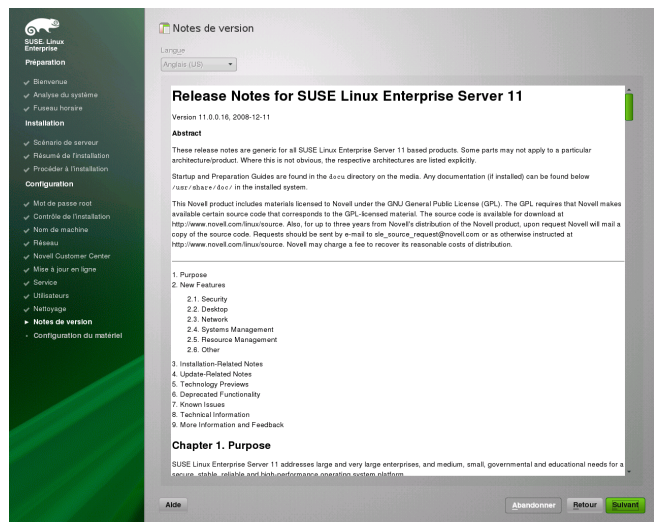 SUSE. Linux
Enterprise
Préparation
Bienvenue
Analyse du système
Fuseau horaire
Installation
Scénario de serveur
Résumé de l'installation
Procéder à l'installation
Configuration
Mot de passe root
Contrôle de l'installation
Nom de machine
Réseau
Novell Customer Center
Mise à jour en ligne
Service
Utilisateurs
Nettoyage
Notes de version
Configuration du matériel
Notes de version
Langue
Anglais (US)
Release Notes for SUSE Linux Enterprise Server 11
Version 11.0.0.16, 2008-12-11
Abstract
These release notes are generic for all SUSE Linux Enterprise Server 11 based products. Some parts may not apply to a particular
architecture/product. Where this is not obvious, the respective architectures are listed explicitly.
Startup and Preparation Guides are found in the docu directory on the media. Any documentation (if installed) can be found below
/usr/share/doc/ in the installed system.
This Novell product includes materials licensed to Novell under the GNU General Public License (GPL). The GPL requires that Novell makes
available certain source code that corresponds to the GPL-licensed material. The source code is available for download at
http://www.novell.com/linux/source. Also, for up to three years from Novell's distribution of the Novell product, upon request Novell will mail a
copy of the source code. Requests should be sent by e-mail to sle_source_request@novell.com or as otherwise instructed at
http://www.novell.com/linux/source. Novell may charge a fee to recover its reasonable costs of distribution.
1. Purpose
2. New Features
2.1. Security
2.2. Desktop
2.3. Network
2.4. Systems Management
2.5. Resource Management
2.6. Other
3. Installation-Related Notes
4. Update-Related Notes
5. Technology Previews
6. Deprecated Functionality
7. Known Issues
8. Technical Information
9. More Information and Feedback
Chapter 1. Purpose
SUSE Linux Enterprise Server 11 addresses large and very large enterprises, and medium, small, governmental and educational needs for a
secure, stable, reliable and high-performance operating system platform
Aide
Abandonner
Retour
Suivant